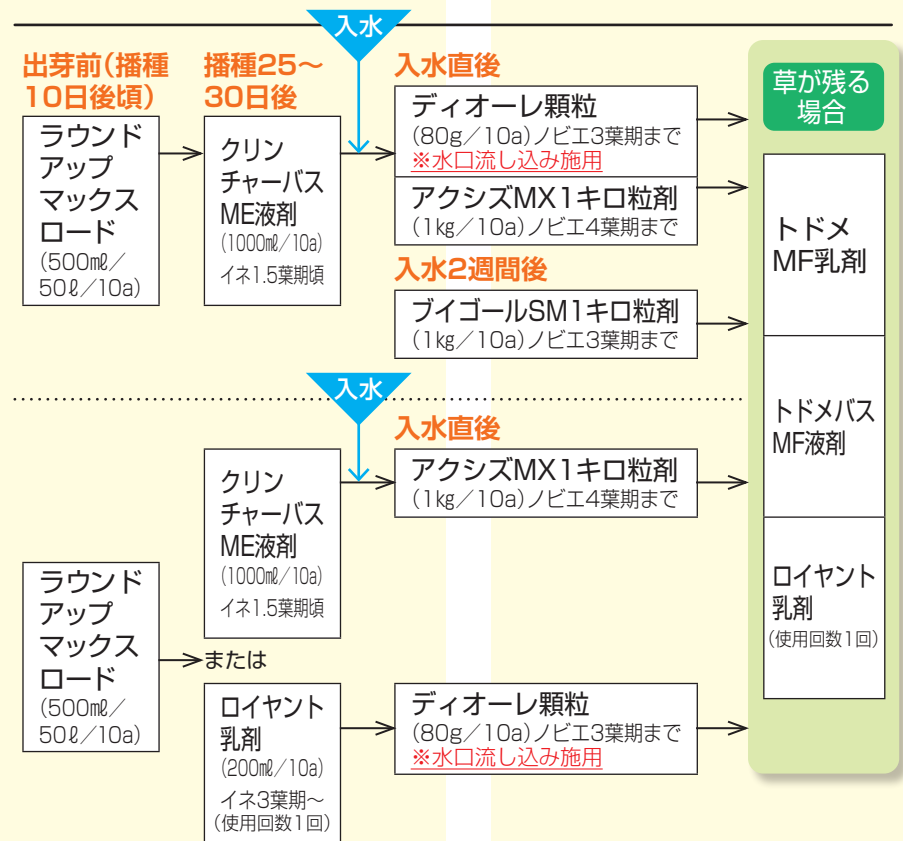 入水
出芽前(播種
10日後頃)
ラウンド
アップ
マックス
ロード
(500㎖／
50ℓ／10a)
播種25〜
30日後
クリン
チャーバス
ME液剤
(1000㎖／10a)
イネ1.5葉期頃
入水直後
ディオーレ顆粒
(80g／10a)ノビエ3葉期まで
※水口流し込み施用
アクシズMX1キロ粒剤
(1㎏／10a)ノビエ4葉期まで
入水2週間後
ブイゴールSM1キロ粒剤
(1㎏／10a)ノビエ3葉期まで
入水
ラウンド
アップ
マックス
ロード
(500㎖／
50ℓ／10a)
クリン
チャーバス
ME液剤
(1000㎖／10a)
イネ1.5葉期頃
または
ロイヤント
乳剤
(200㎖／10a)
イネ3葉期〜
(使用回数1回)
入水直後
アクシズMX1キロ粒剤
(1㎏／10a)ノビエ4葉期まで
ディオーレ顆粒
(80g／10a)ノビエ3葉期まで
※水口流し込み施用
草が残る
場合
トドメ
MF乳剤
トドメバス
MF液剤
ロイヤント
乳剤
(使用回数1回)